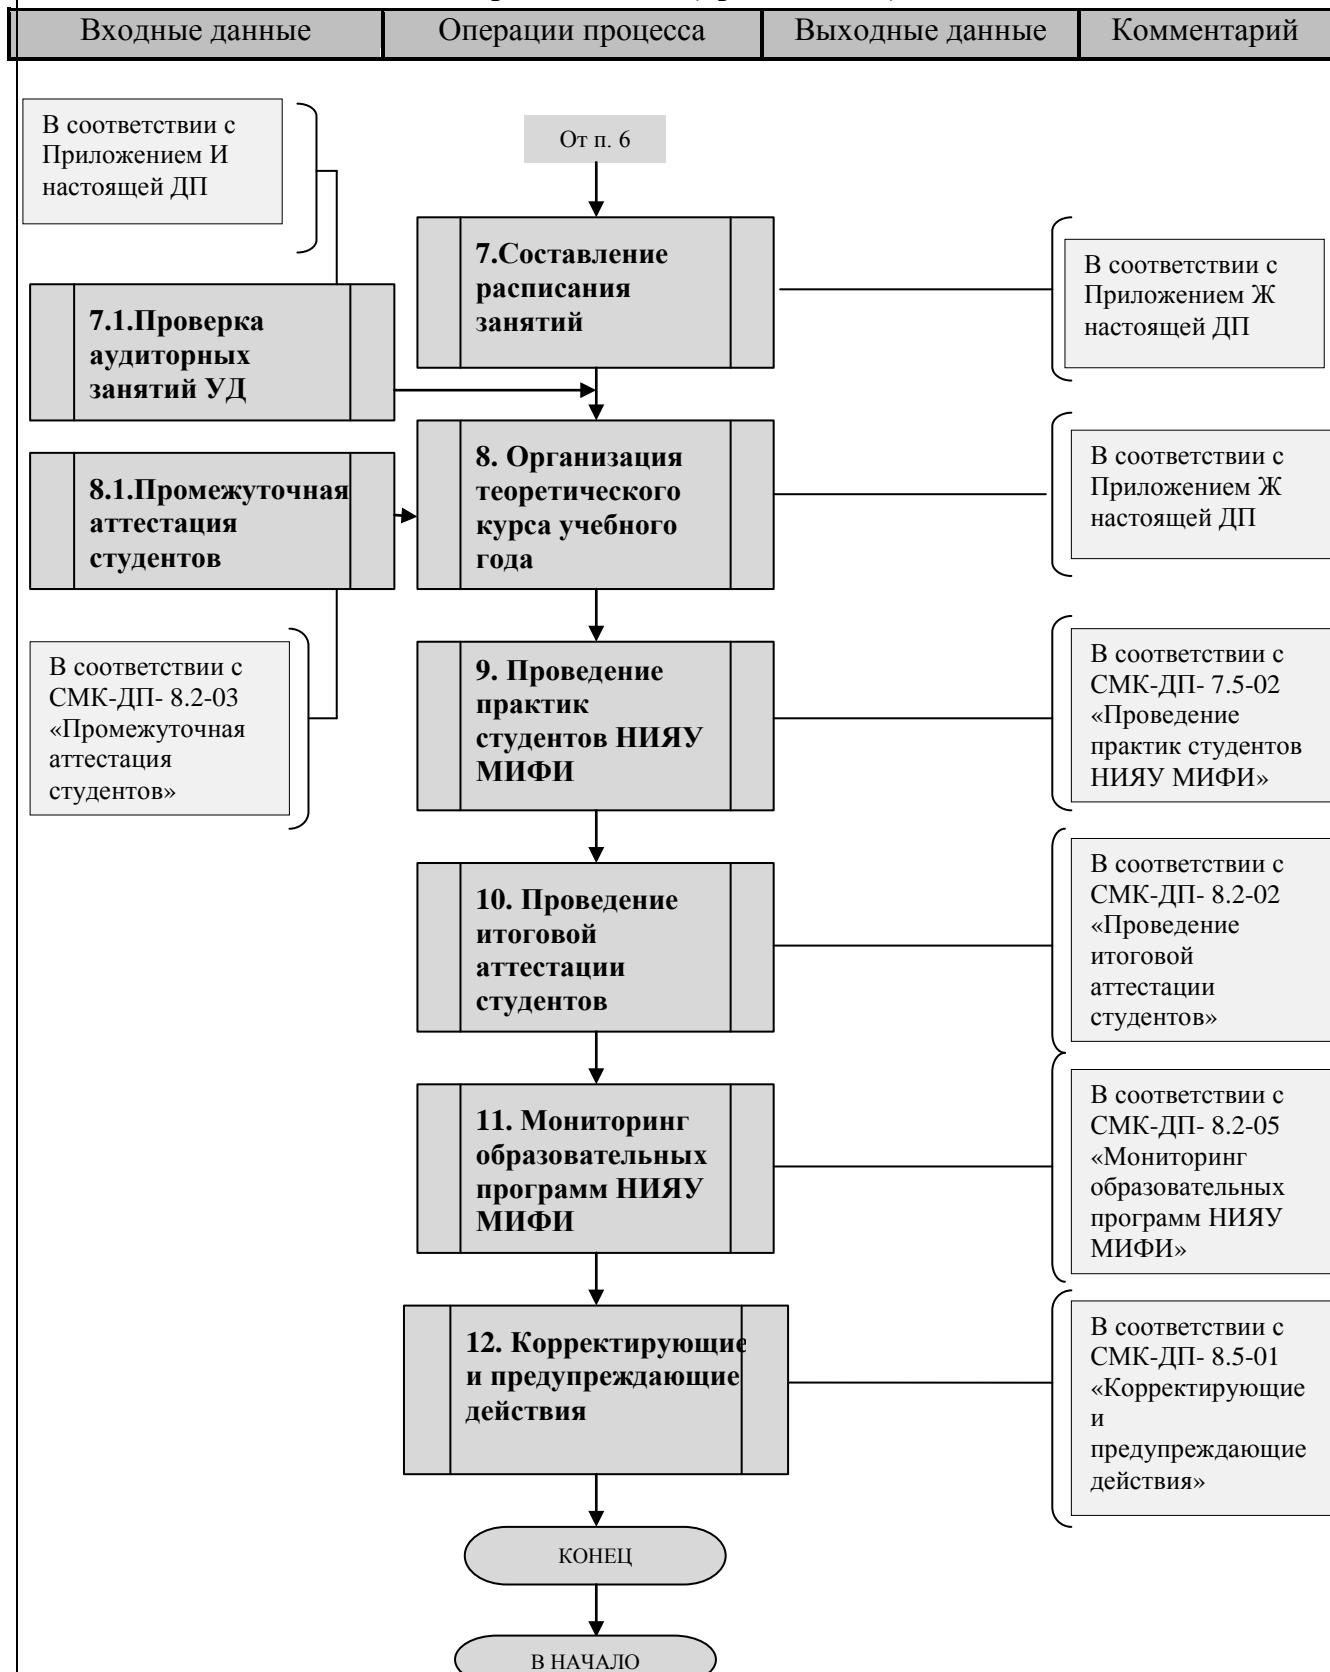 Входные данные
Операции процесса
Выходные данные
Комментарий
В соответствии с
Приложением И
настоящей ДП
От п. 6
7.Составление
расписания
занятий
В соответствии с
Приложением Ж
настоящей ДП
7.1.Проверка
аудиторных
занятий УД
8. Организация
теоретического
курса учебного
года
В соответствии с
Приложением Ж
настоящей ДП
8.1.Промежуточная
аттестация
студентов
В соответствии с
СМК-ДП- 8.2-03
«Промежуточная
аттестация
студентов»
9. Проведение
практик
студентов НИЯУ
МИФИ
В соответствии с
СМК-ДП- 7.5-02
«Проведение
практик студентов
НИЯУ МИФИ»
10. Проведение
итоговой
аттестации
студентов
В соответствии с
СМК-ДП- 8.2-02
«Проведение
итоговой
аттестации
студентов»
11. Мониторинг
образовательных
программ НИЯУ
МИФИ
В соответствии с
СМК-ДП- 8.2-05
«Мониторинг
образовательных
программ НИЯУ
МИФИ»
12. Корректирующие
и предупреждающие
действия
В соответствии с
СМК-ДП- 8.5-01
«Корректирующие
и
предупреждающие
действия»
КОНЕЦ
В НАЧАЛО